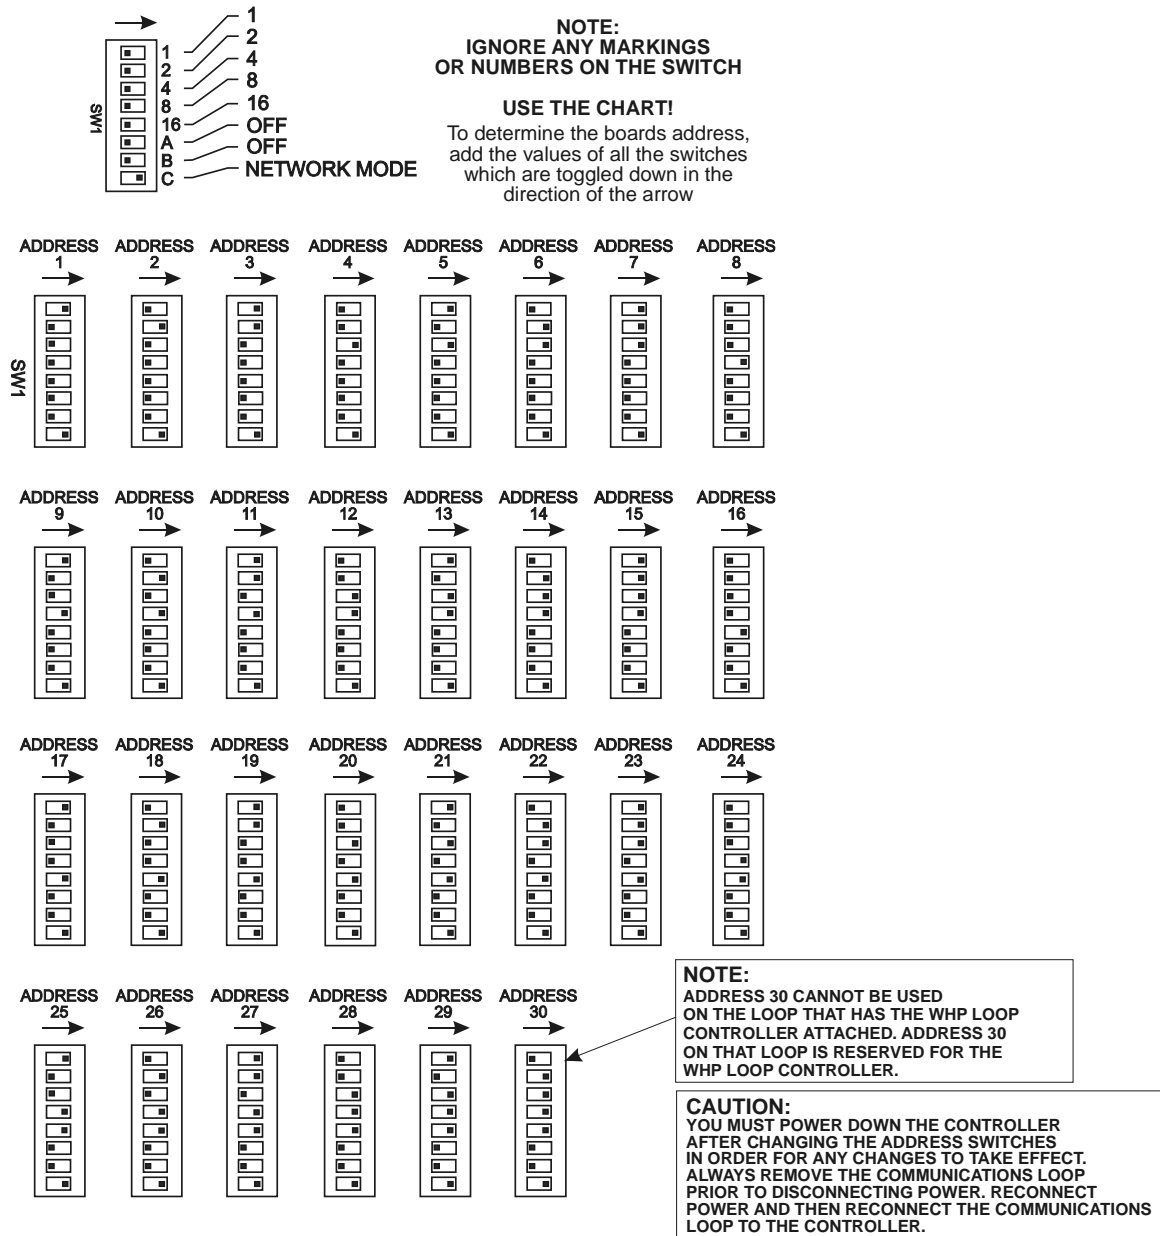 1 1
2 2
4 4
8 8
16 16
A OFF
B OFF
C NETWORK MODE
SW1
NOTE:
IGNORE ANY MARKINGS
OR NUMBERS ON THE SWITCH
USE THE CHART!
To determine the boards address,
add the values of all the switches
which are toggled down in the
direction of the arrow
ADDRESS ADDRESS ADDRESS ADDRESS ADDRESS ADDRESS ADDRESS ADDRESS
1 2 3 4 5 6 7 8
SW1
ADDRESS ADDRESS ADDRESS ADDRESS ADDRESS ADDRESS ADDRESS ADDRESS
9 10 11 12 13 14 15 16
ADDRESS ADDRESS ADDRESS ADDRESS ADDRESS ADDRESS ADDRESS ADDRESS
17 18 19 20 21 22 23 24
ADDRESS ADDRESS ADDRESS ADDRESS ADDRESS ADDRESS
25 26 27 28 29 30
NOTE:
ADDRESS 30 CANNOT BE USED
ON THE LOOP THAT HAS THE WHP LOOP
CONTROLLER ATTACHED. ADDRESS 30
ON THAT LOOP IS RESERVED FOR THE
WHP LOOP CONTROLLER.
CAUTION:
YOU MUST POWER DOWN THE CONTROLLER
AFTER CHANGING THE ADDRESS SWITCHES
IN ORDER FOR ANY CHANGES TO TAKE EFFECT.
ALWAYS REMOVE THE COMMUNICATIONS LOOP
PRIOR TO DISCONNECTING POWER. RECONNECT
POWER AND THEN RECONNECT THE COMMUNICATIONS
LOOP TO THE CONTROLLER.